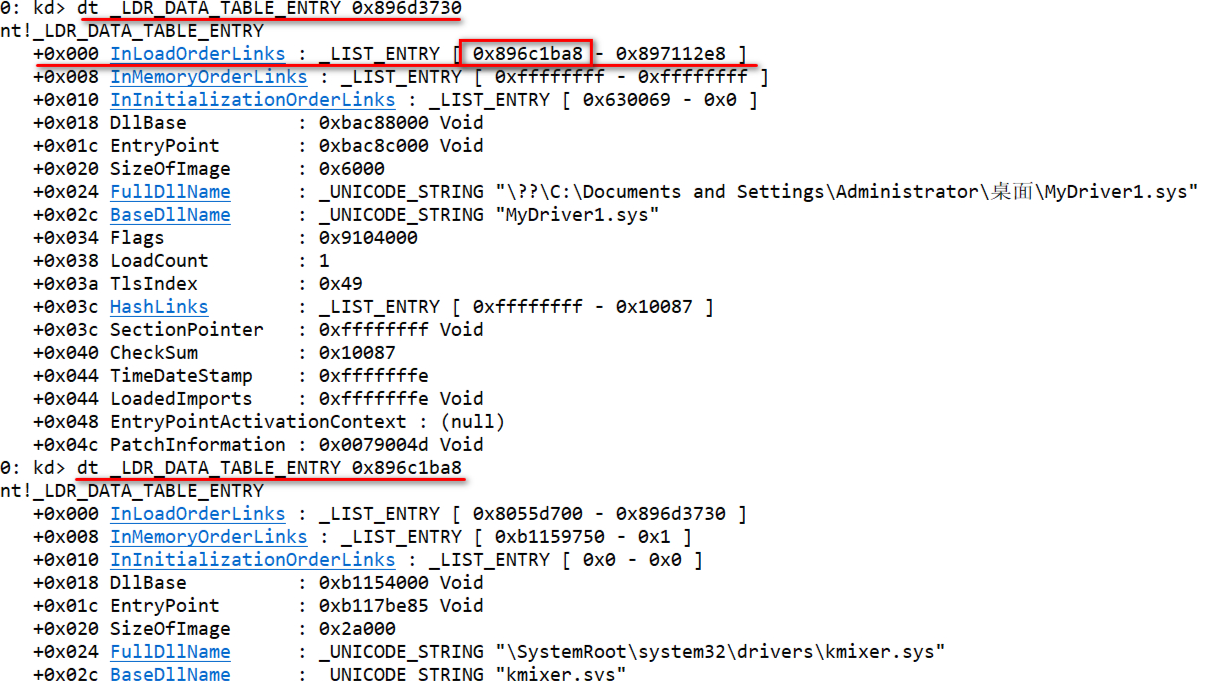 0: kd> dt _LDR_DATA_TABLE_ENTRY 0x896d3730
nt!_LDR_DATA_TABLE_ENTRY
+0x000 InLoadOrderLinks : _LIST_ENTRY [ 0x896c1ba8 - 0x897112e8 ]
+0x008 InMemoryOrderLinks : _LIST_ENTRY [ 0xffffffff - 0xffffffff ]
+0x010 InInitializationOrderLinks : _LIST_ENTRY [ 0x630069 - 0x0 ]
+0x018 DllBase : 0xbac88000 Void
+0x01c EntryPoint : 0xbac8c000 Void
+0x020 SizeOfImage : 0x6000
+0x024 FullDllName : _UNICODE_STRING "\??\C:\Documents and Settings\Administrator\桌面\MyDriver1.sys"
+0x02c BaseDllName : _UNICODE_STRING "MyDriver1.sys"
+0x034 Flags : 0x9104000
+0x038 LoadCount : 1
+0x03a TlsIndex : 0x49
+0x03c HashLinks : _LIST_ENTRY [ 0xffffffff - 0x10087 ]
+0x03c SectionPointer : 0xffffffff Void
+0x040 CheckSum : 0x10087
+0x044 TimeDateStamp : 0xfffffffe
+0x044 LoadedImports : 0xfffffffe Void
+0x048 EntryPointActivationContext : (null)
+0x04c PatchInformation : 0x0079004d Void
0: kd> dt _LDR_DATA_TABLE_ENTRY 0x896c1ba8
nt!_LDR_DATA_TABLE_ENTRY
+0x000 InLoadOrderLinks : _LIST_ENTRY [ 0x8055d700 - 0x896d3730 ]
+0x008 InMemoryOrderLinks : _LIST_ENTRY [ 0xb1159750 - 0x1 ]
+0x010 InInitializationOrderLinks : _LIST_ENTRY [ 0x0 - 0x0 ]
+0x018 DllBase : 0xb1154000 Void
+0x01c EntryPoint : 0xb117be85 Void
+0x020 SizeOfImage : 0x2a000
+0x024 FullDllName : _UNICODE_STRING "\SystemRoot\system32\drivers\kmixer.sys"
+0x02c BaseDllName : _UNICODE_STRING "kmixer.sys"